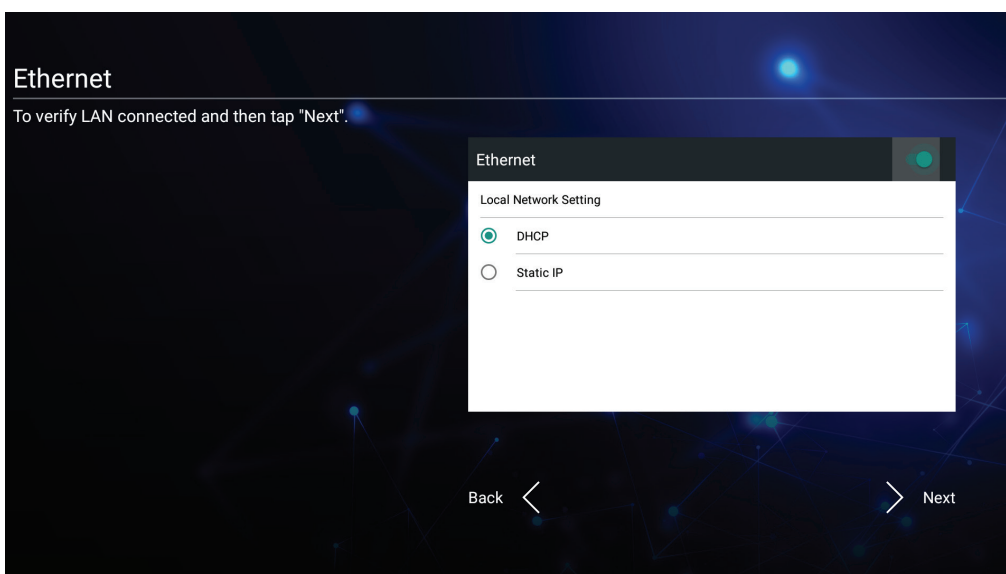 Ethernet
To verify LAN connected and then tap "Next".
Ethernet
Local Network Setting
DHCP
Static IP
Back
Next